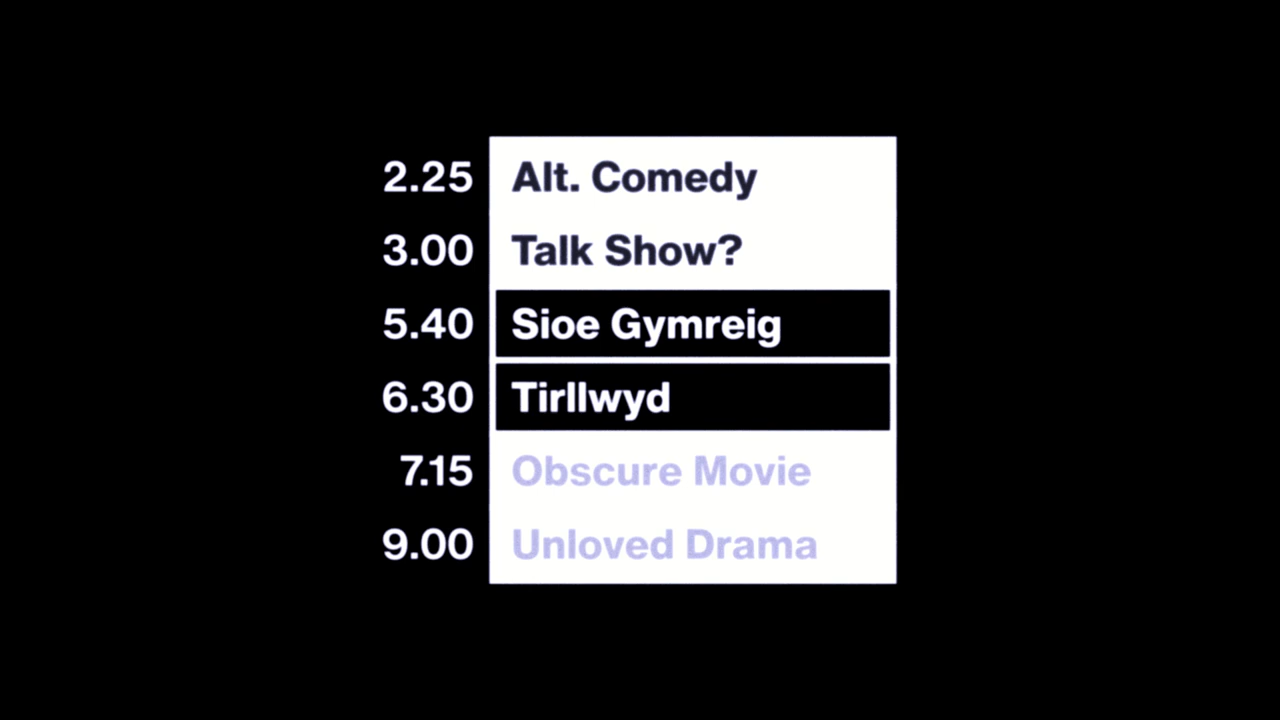 2.25 Alt. Comedy
3.00 Talk Show?
5.40 Sioe Gymreig
6.30 Tirllwyd
7.15 Obscure Movie
9.00 Unloved Drama